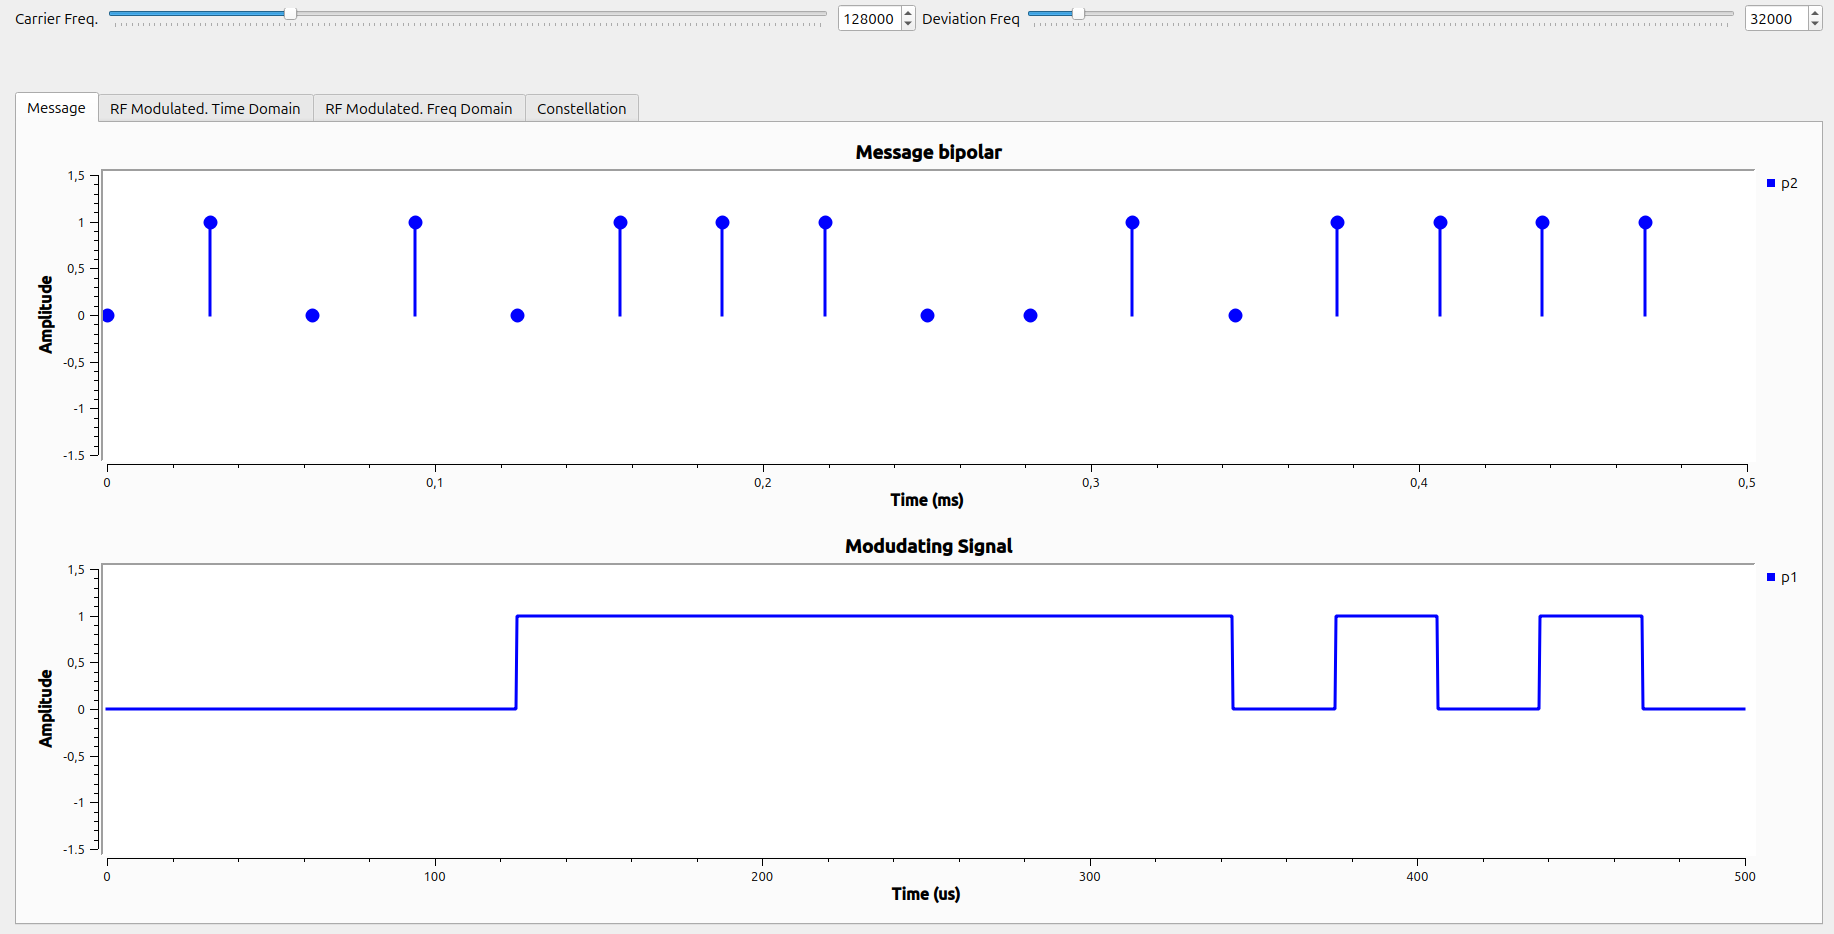 Carrier Freq. 128000 Deviation Freq 32000
Message RF Modulated. Time Domain RF Modulated. Freq Domain Constellation
Message bipolar
p2
Amplitude
1,5
1
0,5
0
-0,5
-1
-1.5
0 0,1 0,2 0,3 0,4 0,5
Time (ms)
Modudating Signal
p1
Amplitude
1,5
1
0,5
0
-0,5
-1
-1.5
0 100 200 300 400 500
Time (us)